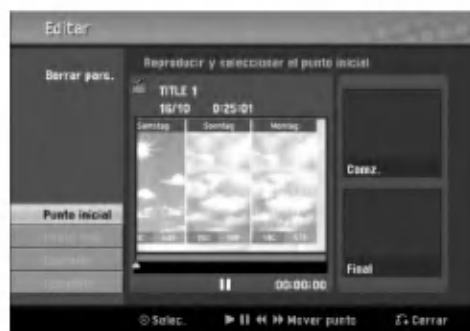 Editar
Borrar parc.
Reproducir y seleccionar el punto inicial
TITLE 1
16/10 0:25:01
Samstag Sonntag Montag
Comz.
Punto inicial
Final
00:00:00
Selec. Mover punto Cerrar